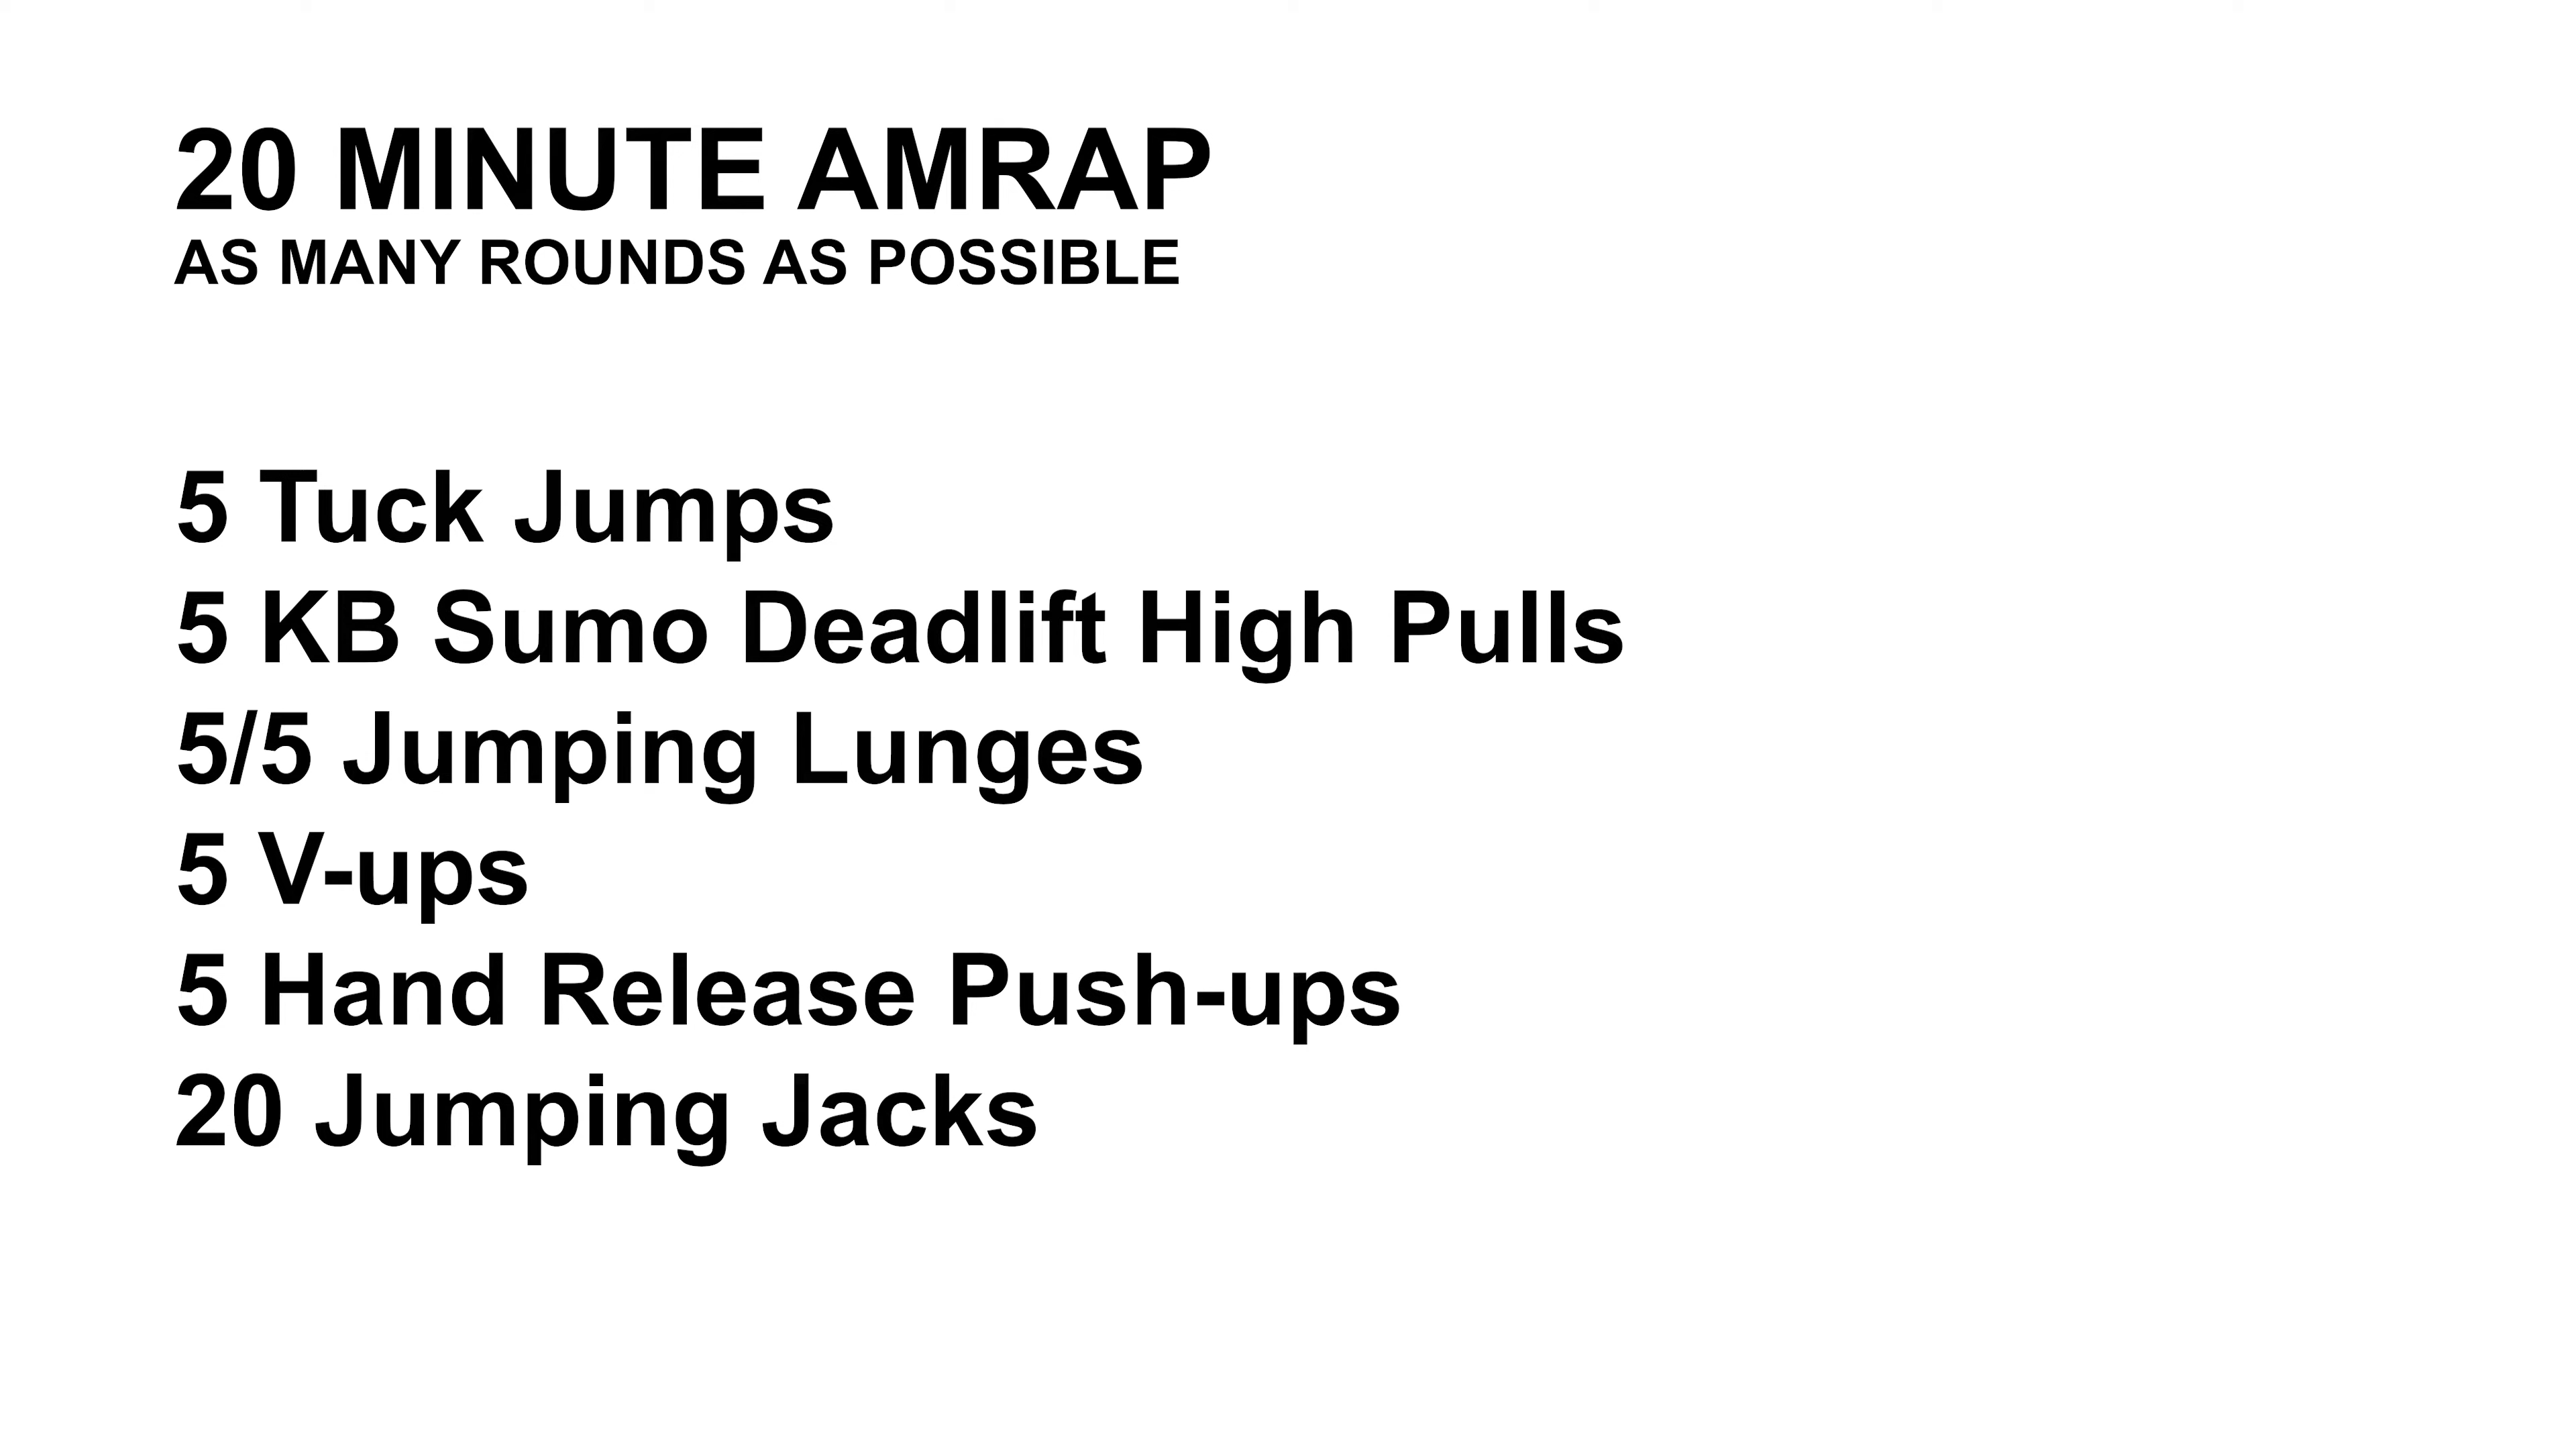 20 MINUTE AMRAP
AS MANY ROUNDS AS POSSIBLE
5 Tuck Jumps
5 KB Sumo Deadlift High Pulls
5/5 Jumping Lunges
5 V-ups
5 Hand Release Push-ups
20 Jumping Jacks